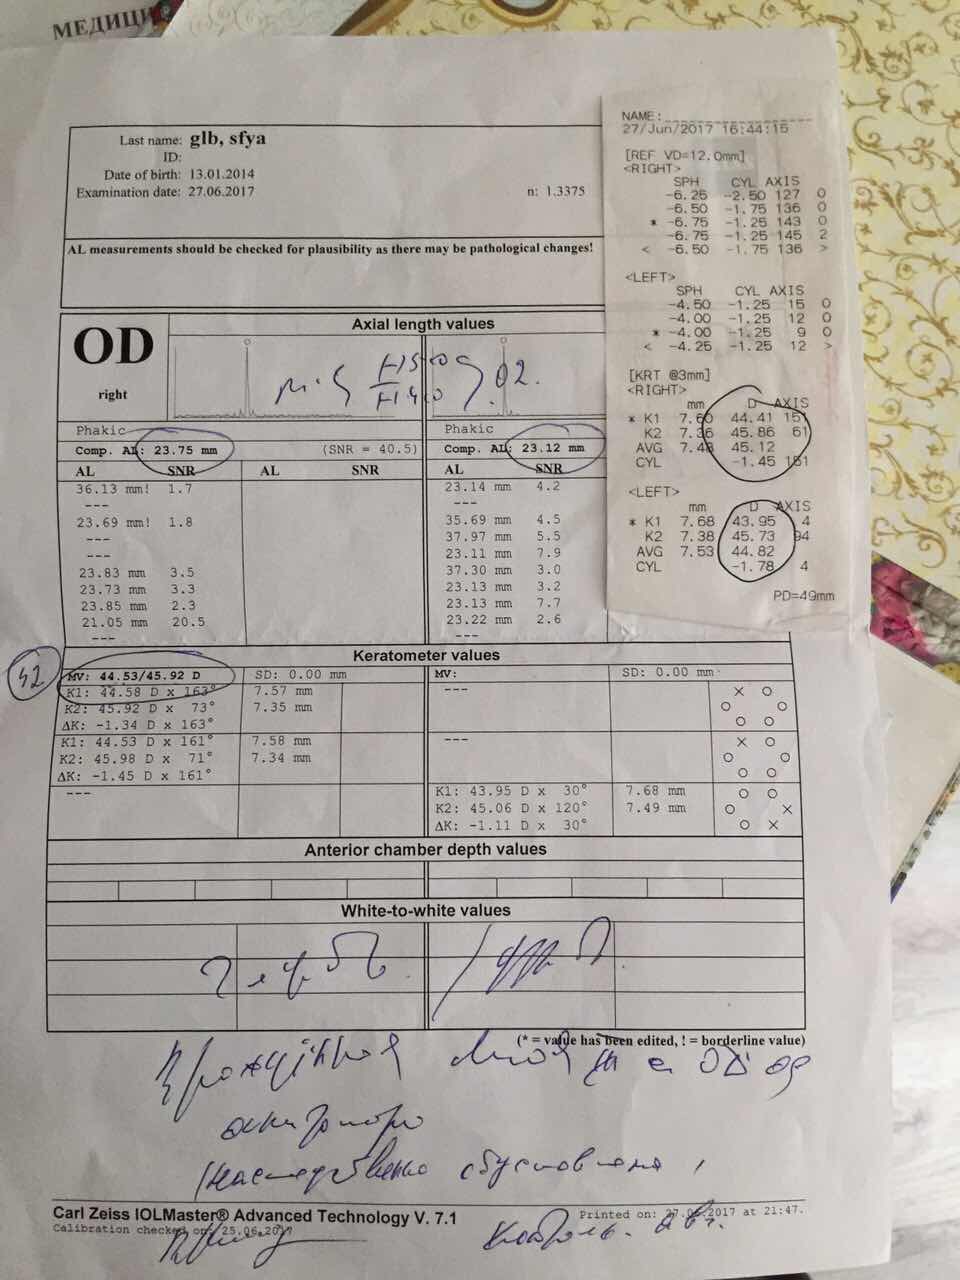 МЕДИЦИ
Last name: glb, sfya
ID:
Date of birth: 13.01.2014
Examination date: 27.06.2017
n: 1.3375
AL measurements should be checked for plausibility as there may be pathological changes!
OD
right
Axial length values
Phakic
Comp. AL: 23.75 mm (SNR = 40.5)
AL SNR AL SNR
36.13 mm! 1.7
---
23.69 mm! 1.8
---
---
23.83 mm 3.5
23.73 mm 3.3
23.85 mm 2.3
21.05 mm 20.5
---
Phakic
Comp. AL: 23.12 mm
AL SNR
23.14 mm 4.2
---
35.69 mm 4.5
37.97 mm 5.5
23.11 mm 7.9
37.30 mm 3.0
23.13 mm 3.2
23.13 mm 7.7
23.22 mm 2.6
---
NAME:
27/Jun/2017 16:44:15
[REF VD=12.0mm]
<RIGHT>
SPH CYL AXIS
-6.25 -2.50 127 0
-6.50 -1.75 136 0
* -6.75 -1.25 143 0
-6.75 -1.25 145 2
< -6.50 -1.75 136 >
<LEFT>
SPH CYL AXIS
-4.50 -1.25 15 0
-4.00 -1.25 12 0
* -4.00 -1.25 9 0
< -4.25 -1.25 12 >
[KRT @3mm]
<RIGHT>
mm D AXIS
* K1 7.60 44.41 151
K2 7.36 45.86 61
AVG 7.48 45.12
CYL -1.45 151
<LEFT>
mm D AXIS
* K1 7.68 43.95 4
K2 7.38 45.73 94
AVG 7.53 44.82
CYL -1.78 4
PD=49mm
Keratometer values
MV: 44.53/45.92 D SD: 0.00 mm
K1: 44.58 D x 163° 7.57 mm
K2: 45.92 D x 73° 7.35 mm
ΔK: -1.34 D x 163°
K1: 44.53 D x 161° 7.58 mm
K2: 45.98 D x 71° 7.34 mm
ΔK: -1.45 D x 161°
---
MV: SD: 0.00 mm
---
---
K1: 43.95 D x 30° 7.68 mm
K2: 45.06 D x 120° 7.49 mm
ΔK: -1.11 D x 30°
Anterior chamber depth values
White-to-white values
(* = value has been edited, ! = borderline value)
наследственно обусловлена,
Carl Zeiss IOLMaster® Advanced Technology V. 7.1
Printed on: 27.06.2017 at 21:47.
Calibration checked on: 25.06.2017